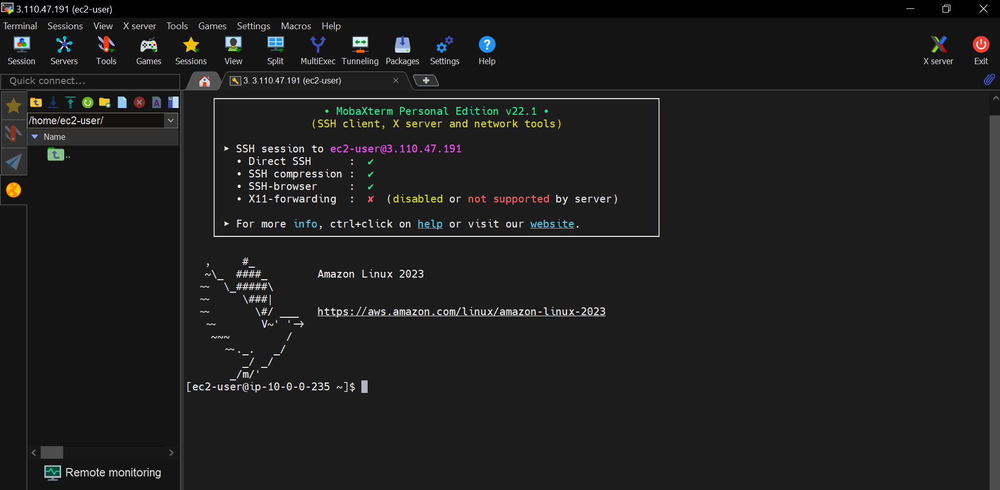 3.110.47.191 (ec2-user)
Terminal Sessions View X server Tools Games Settings Macros Help
Session Servers Tools Games Sessions View Split MultiExec Tunneling Packages Settings Help X server Exit
Quick connect...
3. 3.110.47.191 (ec2-user)
/home/ec2-user/
Name
..
• MobaXterm Personal Edition v22.1 •
(SSH client, X server and network tools)
➤ SSH session to ec2-user@3.110.47.191
• Direct SSH : ✔
• SSH compression : ✔
• SSH-browser : ✔
• X11-forwarding : ✘ (disabled or not supported by server)
➤ For more info, ctrl+click on help or visit our website.
   ,     #_
   ~\_  ####_        Amazon Linux 2023
  ~~  \_#####\
  ~~     \###|
  ~~       \#/ ___   https://aws.amazon.com/linux/amazon-linux-2023
   ~~       V~' '->
    ~~~         /
      ~~._.   _/
         _/ _/
       _/m/'
[ec2-user@ip-10-0-0-235 ~]$
Remote monitoring